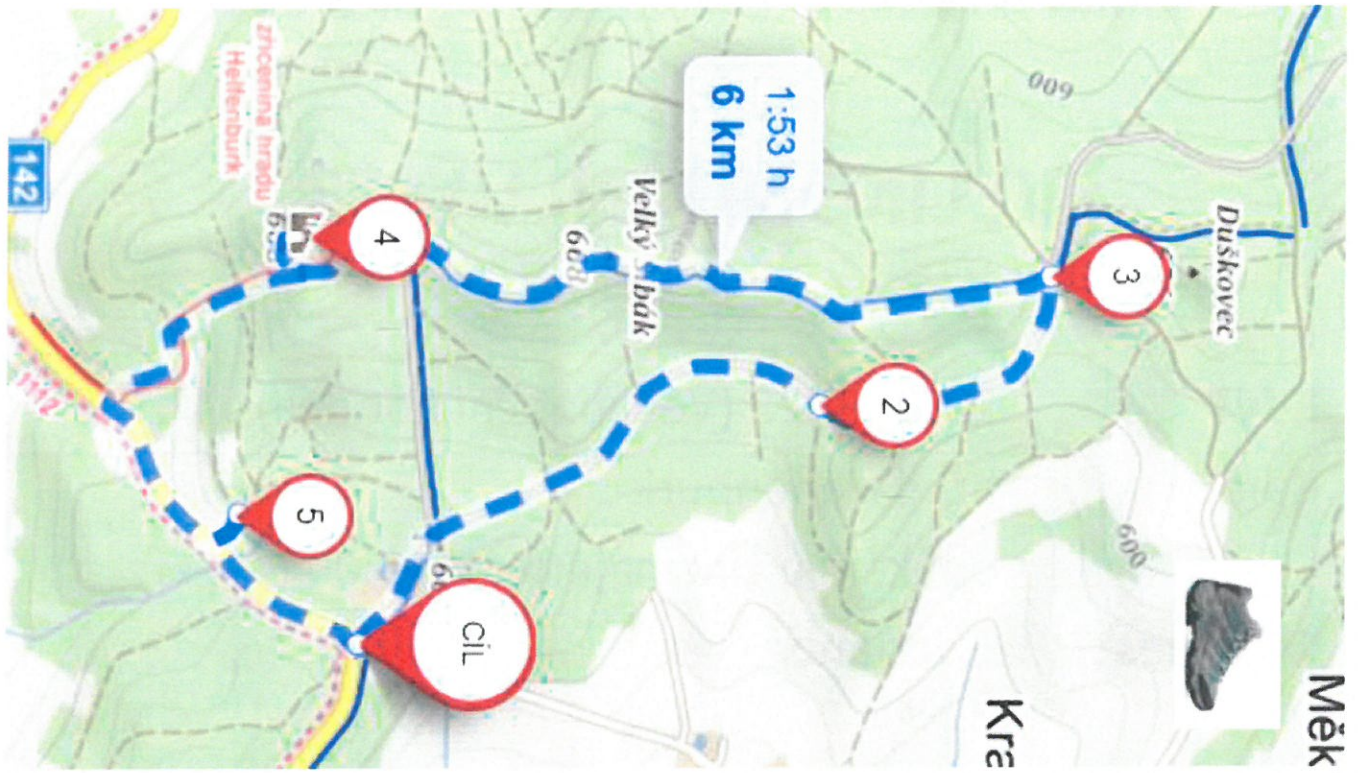 Měk
Duškovec
3
600
600
Kra
2
1:53 h
6 km
Velký
CÍL
4
5
zřícenina hradu
Helfenburk
142
1112